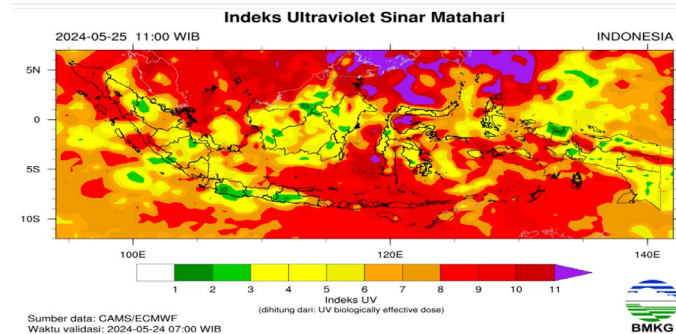 Indeks Ultraviolet Sinar Matahari
2024-05-25 11:00 WIB INDONESIA
5N
0
5S
10S
100E 120E 140E
1 2 3 4 5 6 7 8 9 10 11
Indeks UV
(dihitung dari: UV biologically effective dose)
Sumber data: CAMS/ECMWF
Waktu validasi: 2024-05-24 07:00 WIB
BMKG